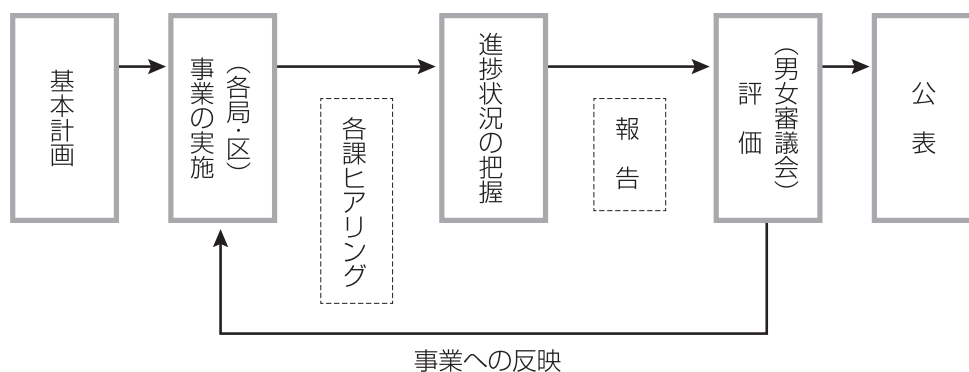 基本計画
事業の実施
（各局・区）
各課ヒアリング
進捗状況の把握
報告
評価
（男女審議会）
公表
事業への反映